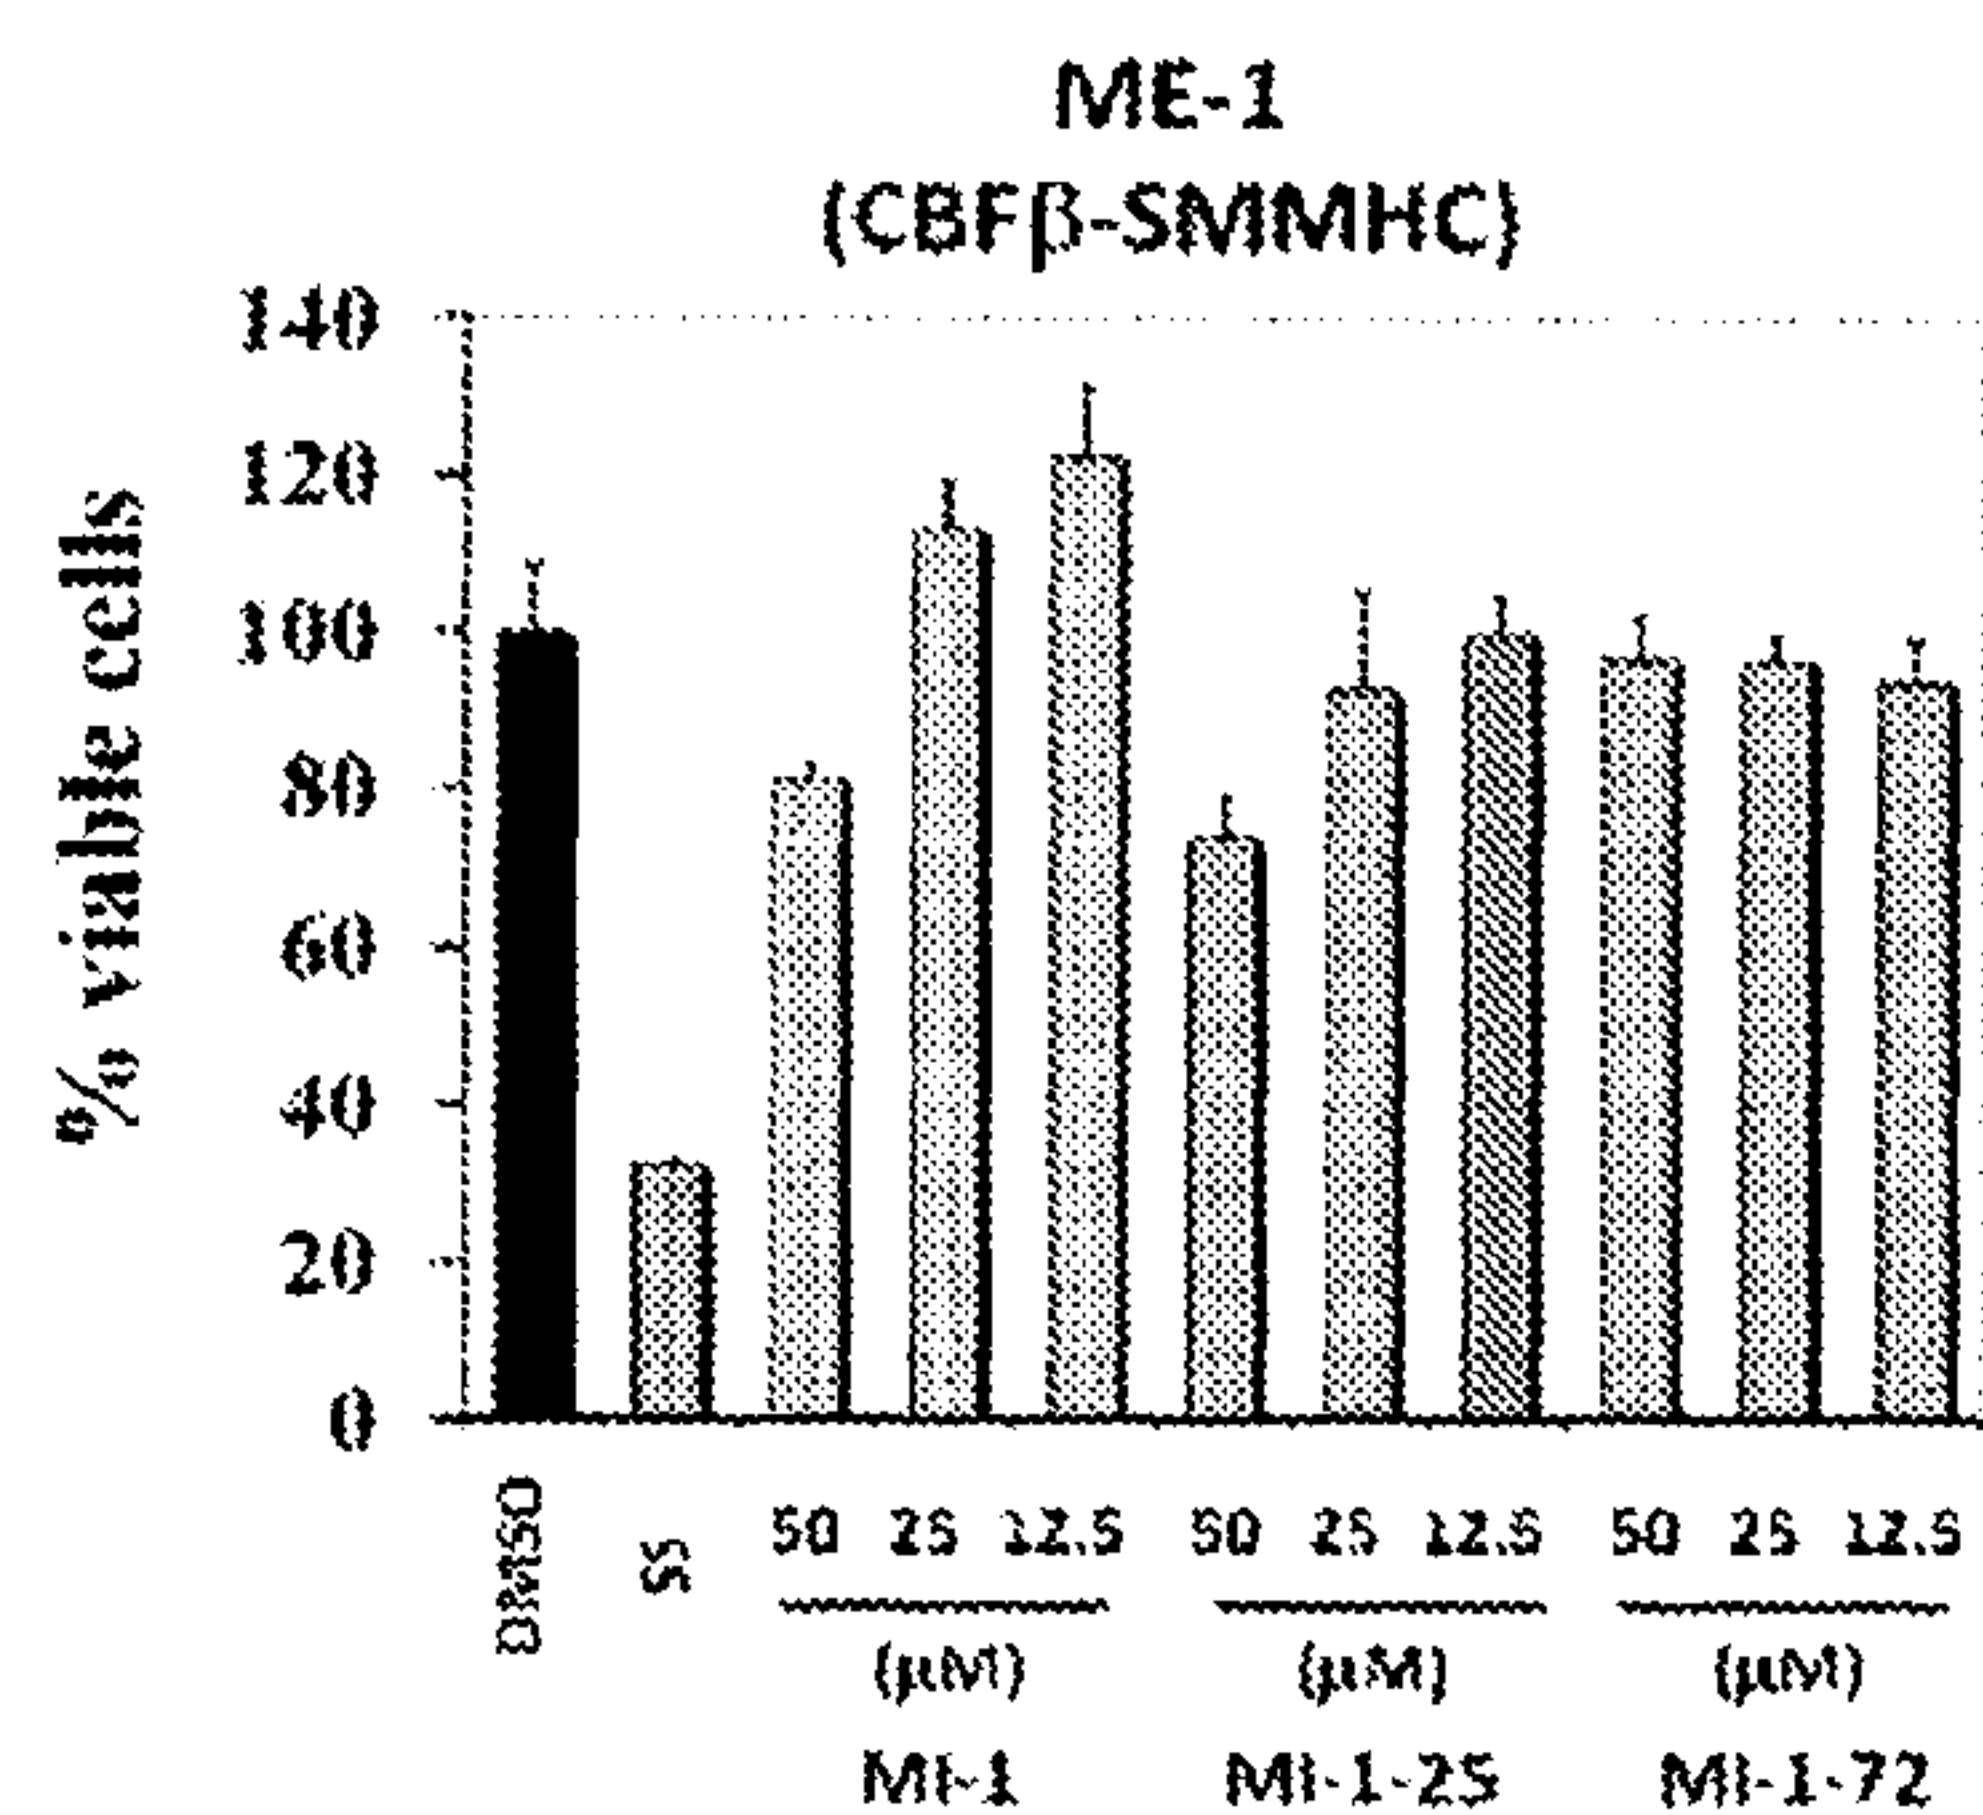 ME-1
(CBFβ-SMMHC)
140
120
100
80
60
40
20
0
% viable cells
DMSO
SS
50 25 12.5 50 25 12.5 50 25 12.5
(μM) (μM) (μM)
MI-1 MI-1-25 MI-1-72